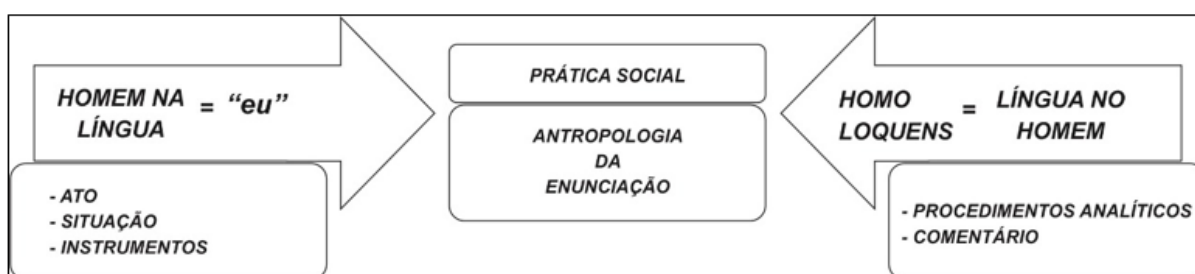 HOMEM NA
LÍNGUA
= “eu”
- ATO
- SITUAÇÃO
- INSTRUMENTOS
PRÁTICA SOCIAL
ANTROPOLOGIA
DA
ENUNCIAÇÃO
HOMO
LOQUENS
=
LÍNGUA NO
HOMEM
- PROCEDIMENTOS ANALÍTICOS
- COMENTÁRIO